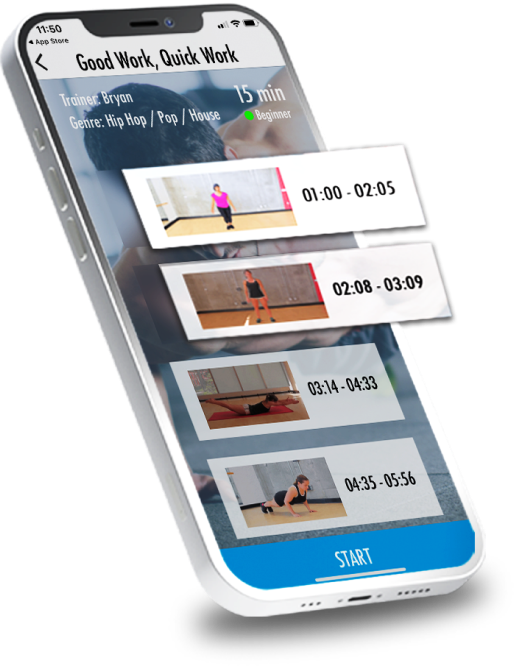 11:50
◀ App Store
Good Work, Quick Work
Trainer: Bryan
15 min
Genre: Hip Hop / Pop / House
Beginner
01:00 - 02:05
02:08 - 03:09
03:14 - 04:33
04:35 - 05:56
START